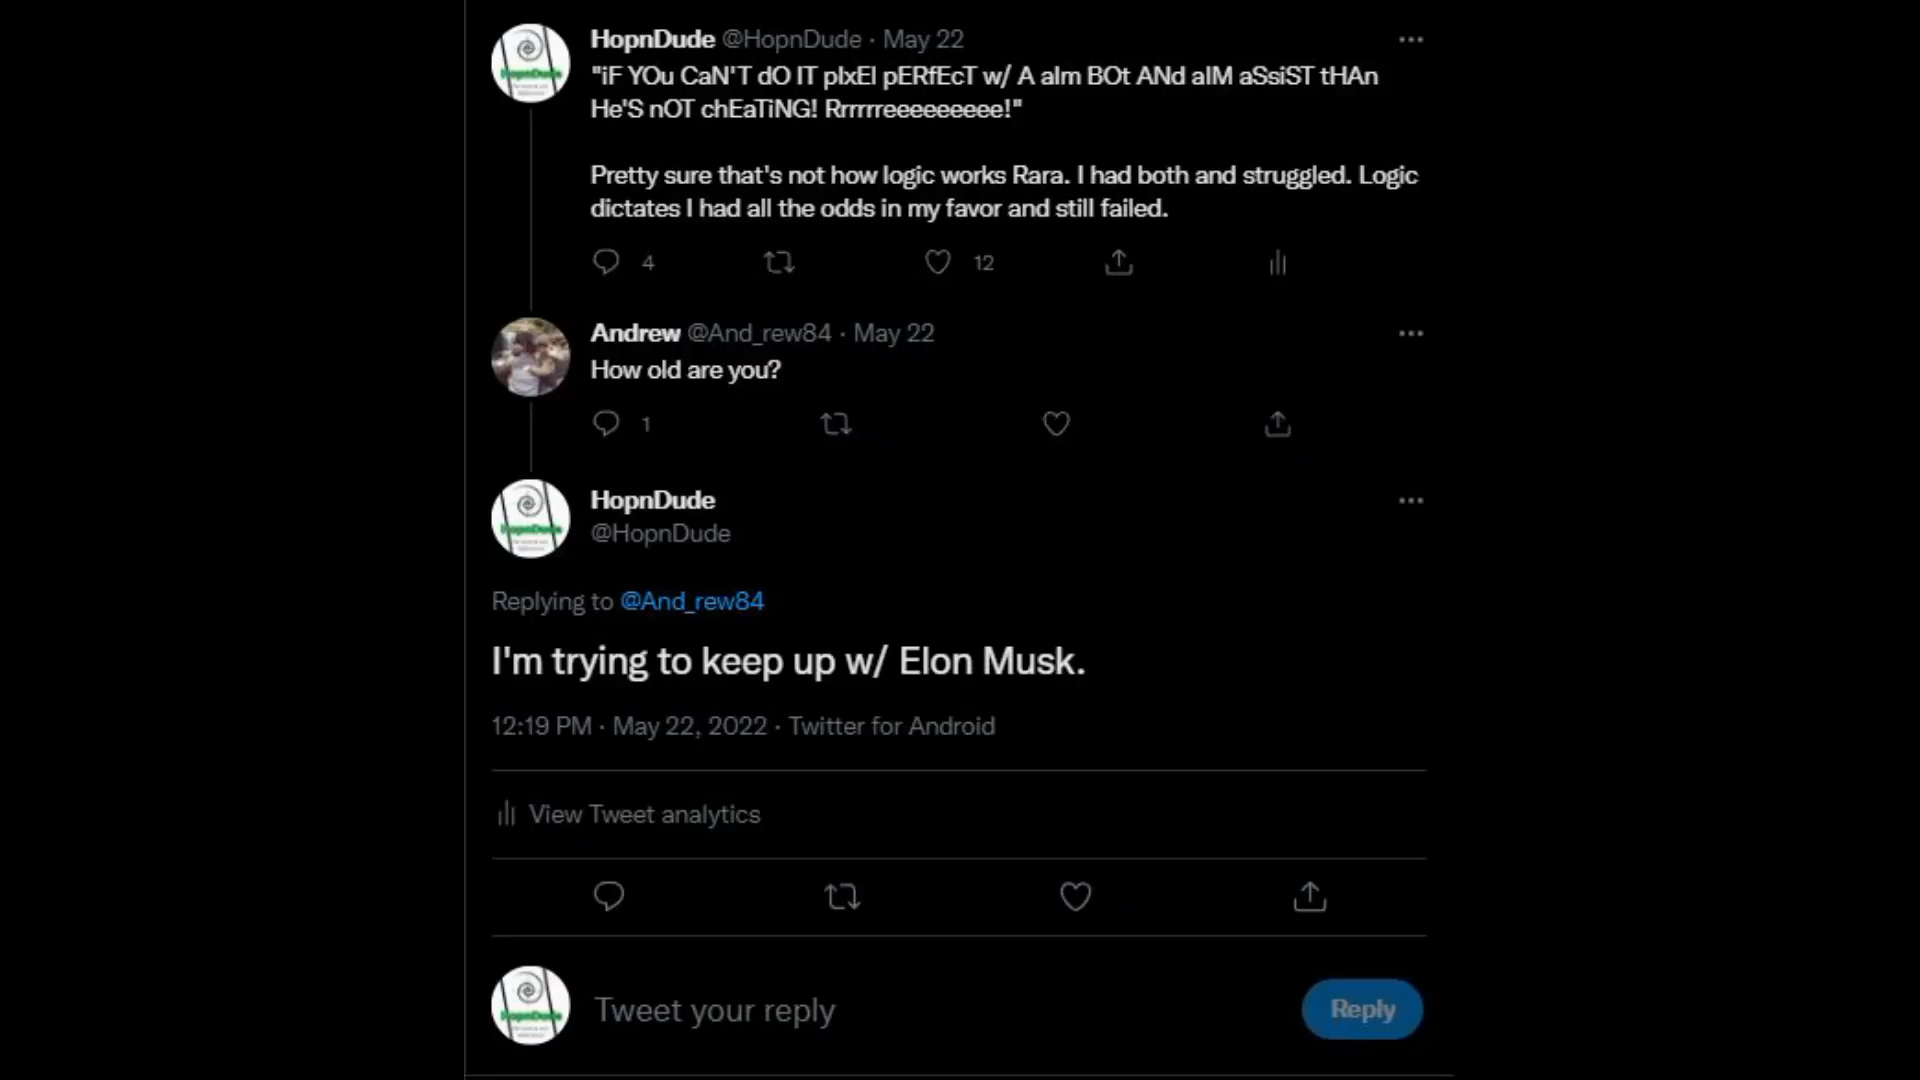 HopnDude @HopnDude · May 22
"iF YOu CaN'T dO IT pIxEl pERfEcT w/ A aIm BOt ANd aIM aSsiST tHAn
He'S nOT chEaTiNG! Rrrrrreeeeeeeee!"
Pretty sure that's not how logic works Rara. I had both and struggled. Logic
dictates I had all the odds in my favor and still failed.
4 12
Andrew @And_rew84 · May 22
How old are you?
1
HopnDude
@HopnDude
Replying to @And_rew84
I'm trying to keep up w/ Elon Musk.
12:19 PM · May 22, 2022 · Twitter for Android
View Tweet analytics
HopnDude
Tweet your reply
Reply